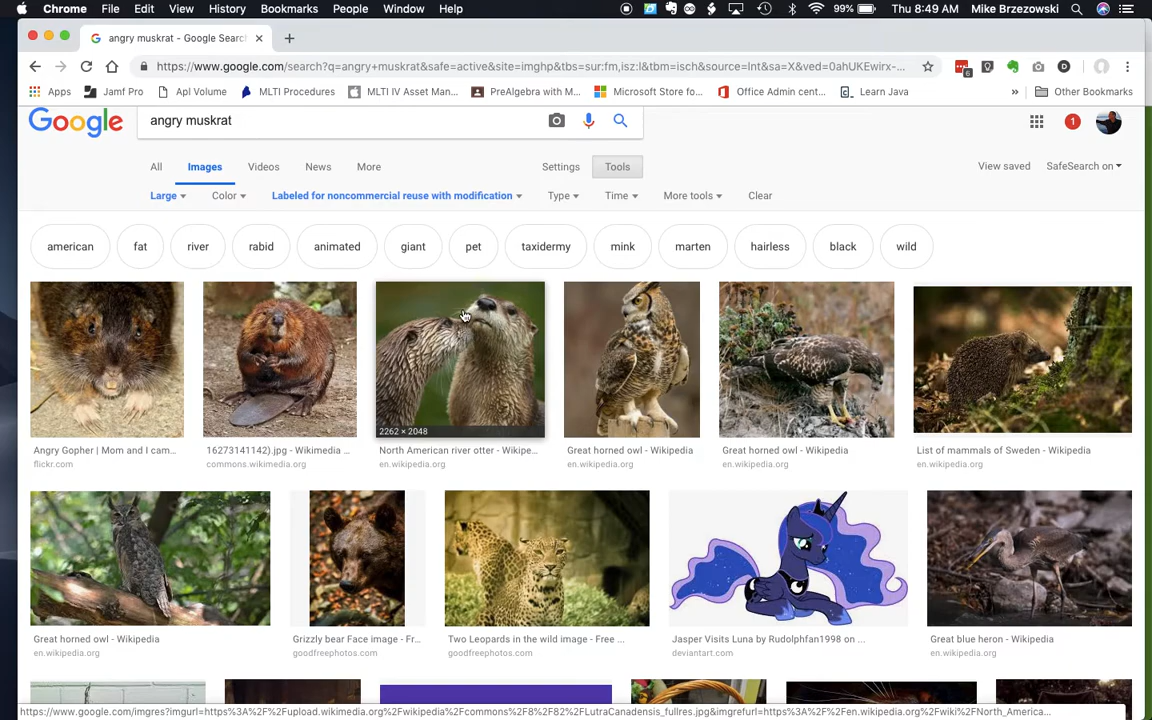 Chrome File Edit View History Bookmarks People Window Help 99% Thu 8:49 AM Mike Brzezowski
angry muskrat - Google Searc
https://www.google.com/search?q=angry+muskrat&safe=active&site=imghp&tbs=sur:fm,isz:l&tbm=isch&source=lnt&sa=X&ved=0ahUKEwirx-...
6
Apps Jamf Pro Apl Volume MLTI Procedures MLTI IV Asset Man... PreAlgebra with M... Microsoft Store fo... Office Admin cent... Learn Java » Other Bookmarks
Google angry muskrat 1
All Images Videos News More Settings Tools View saved SafeSearch on
Large Color Labeled for noncommercial reuse with modification Type Time More tools Clear
american fat river rabid animated giant pet taxidermy mink marten hairless black wild
2262 × 2048
Angry Gopher | Mom and I cam... 16273141142).jpg - Wikimedia ... North American river otter - Wikipe... Great horned owl - Wikipedia Great horned owl - Wikipedia List of mammals of Sweden - Wikipedia
flickr.com commons.wikimedia.org en.wikipedia.org en.wikipedia.org en.wikipedia.org en.wikipedia.org
Great horned owl - Wikipedia Grizzly bear Face image - Fr... Two Leopards in the wild image - Free ... Jasper Visits Luna by Rudolphfan1998 on ... Great blue heron - Wikipedia
en.wikipedia.org goodfreephotos.com goodfreephotos.com deviantart.com en.wikipedia.org
https://www.google.com/imgres?imgurl=https%3A%2F%2Fupload.wikimedia.org%2Fwikipedia%2Fcommons%2F8%2F82%2FLutraCanadensis_fullres.jpg&imgrefurl=https%3A%2F%2Fen.wikipedia.org%2Fwiki%2FNorth_America...